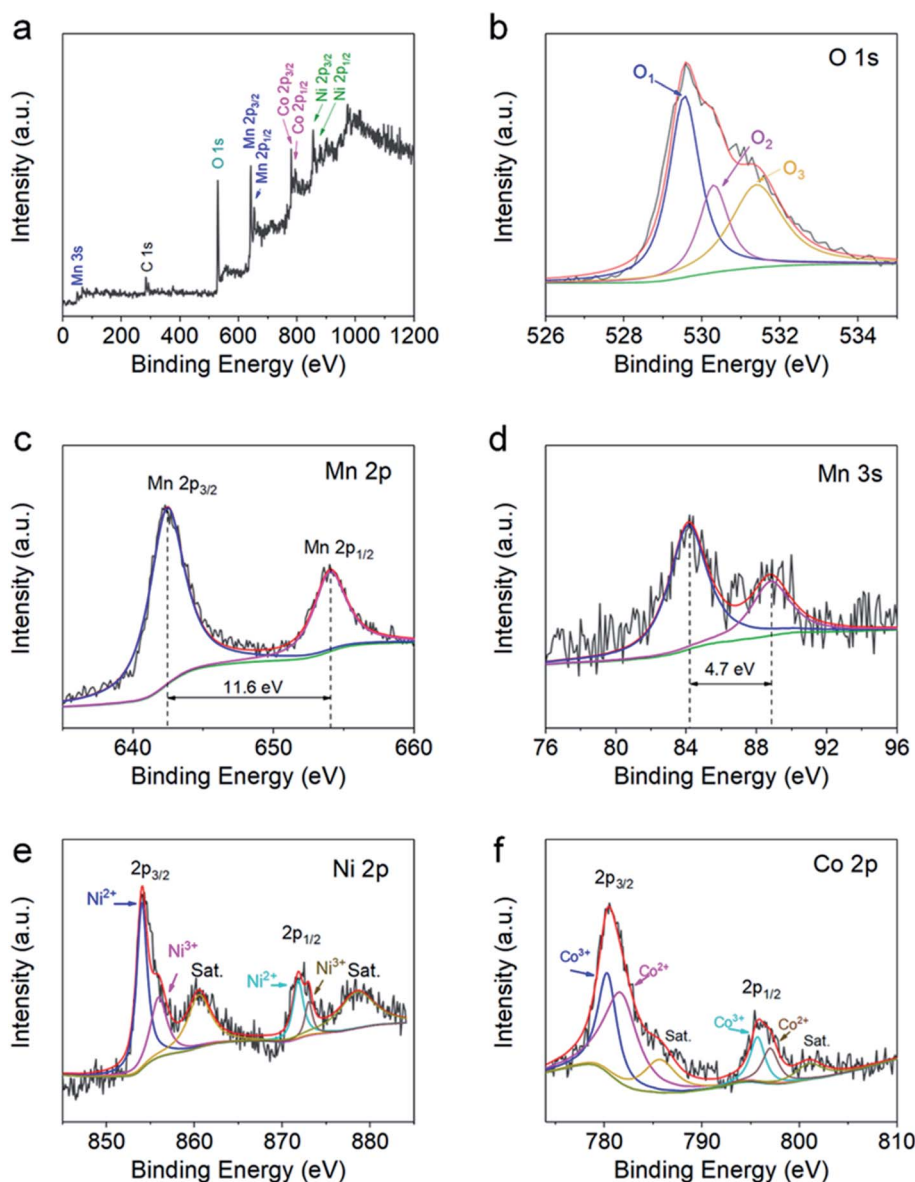 a
Intensity (a.u.)
Mn 3s
C 1s
O 1s
Mn 2p3/2
Mn 2p1/2
Co 2p3/2
Co 2p1/2
Ni 2p3/2
Ni 2p1/2
0 200 400 600 800 1000 1200
Binding Energy (eV)
b
O 1s
Intensity (a.u.)
O1
O2
O3
526 528 530 532 534
Binding Energy (eV)
c
Mn 2p
Intensity (a.u.)
Mn 2p3/2
Mn 2p1/2
11.6 eV
640 650 660
Binding Energy (eV)
d
Mn 3s
Intensity (a.u.)
4.7 eV
76 80 84 88 92 96
Binding Energy (eV)
e
Ni 2p
Intensity (a.u.)
2p3/2
Ni2+
Ni3+
Sat.
2p1/2
Ni2+
Ni3+
Sat.
850 860 870 880
Binding Energy (eV)
f
Co 2p
Intensity (a.u.)
2p3/2
Co3+
Co2+
Sat.
2p1/2
Co3+
Co2+
Sat.
780 790 800 810
Binding Energy (eV)